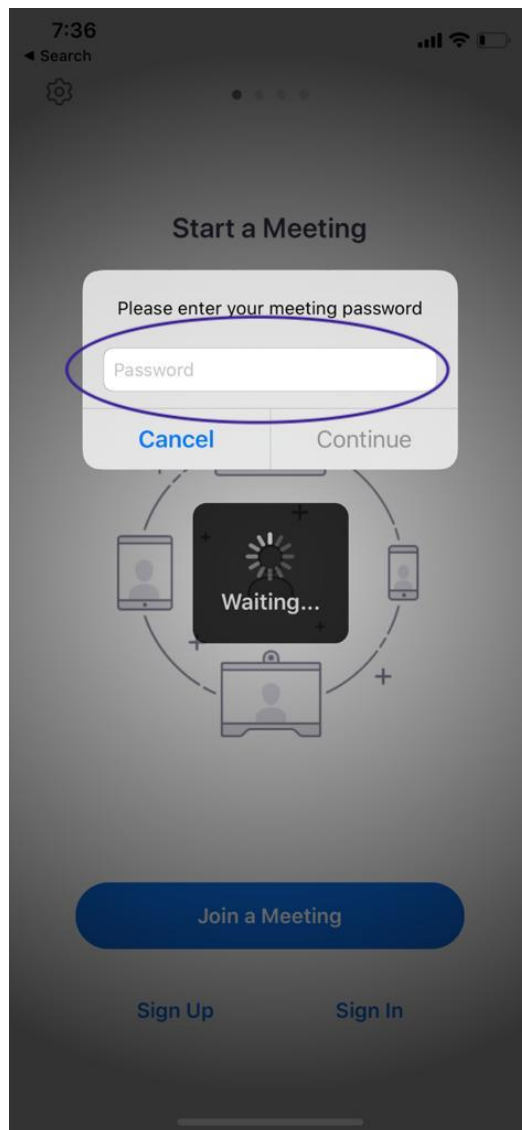 7:36
◀ Search
Start a Meeting
Please enter your meeting password
Password
Cancel Continue
Waiting...
Join a Meeting
Sign Up Sign In